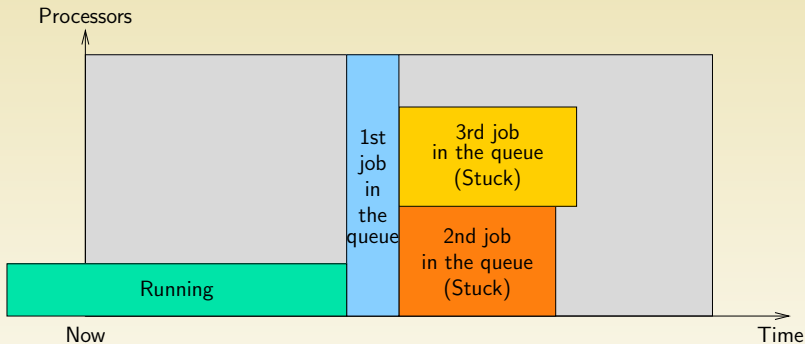 Processors
1st
job
in
the
queue
3rd job
in the queue
(Stuck)
2nd job
in the queue
(Stuck)
Running
Now
Time